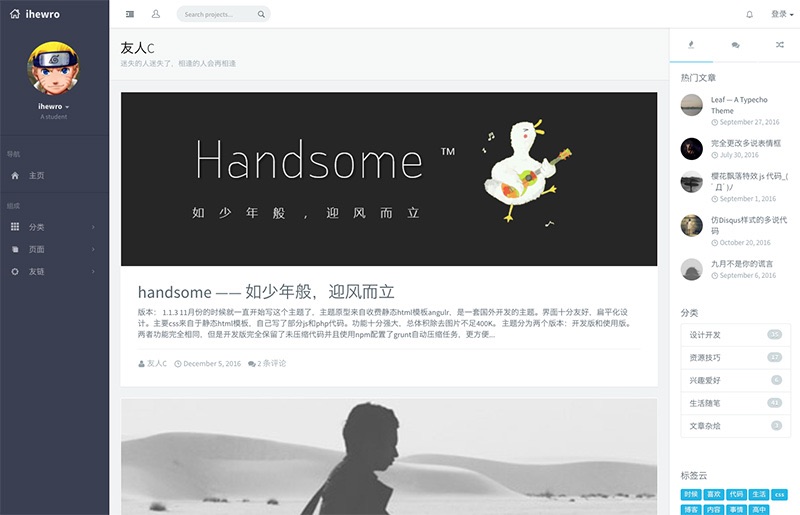 ihewro
Search projects...
登录
ihewro
A student
导航
主页
组成
分类
页面
友链
友人C
迷失的人迷失了，相逢的人会再相逢
Handsome ™
如少年般，迎风而立
handsome —— 如少年般，迎风而立
版本： 1.1.3 11月份的时候就一直开始写这个主题了，主题原型来自收费静态html模板angulr，是一套国外开发的主题。界面十分友好，扁平化设
计。主要css来自于静态html模板，自己写了部分js和php代码。功能十分强大，总体积除去图片不足400K。 主题分为两个版本：开发版和使用版。
两者功能完全相同，但是开发版完全保留了未压缩代码并且使用npm配置了grunt自动压缩任务，更方便...
友人C
December 5, 2016
2 条评论
热门文章
Leaf — A Typecho
Theme
September 27, 2016
完全更改多说表情框
July 30, 2016
樱花飘落特效 js 代码_(
゜Д゜)ﾉ
September 1, 2016
仿Disqus样式的多说代
码
October 20, 2016
九月不是你的谎言
September 6, 2016
分类
设计开发
资源技巧 17
兴趣爱好 6
生活随笔 41
文章杂烩 3
标签云
时候 喜欢 代码 生活 css
博客 内容 事情 高中